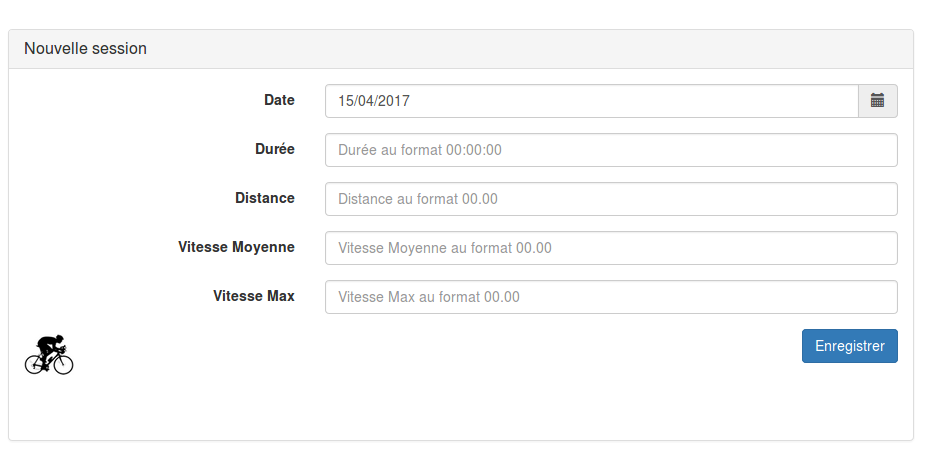 Nouvelle session
Date 15/04/2017
Durée Durée au format 00:00:00
Distance Distance au format 00.00
Vitesse Moyenne Vitesse Moyenne au format 00.00
Vitesse Max Vitesse Max au format 00.00
Enregistrer